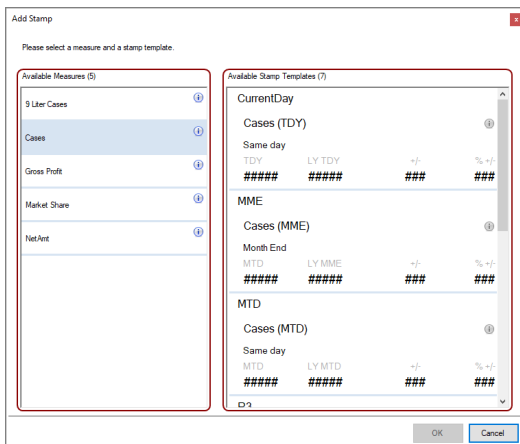 Add Stamp
x
Please select a measure and a stamp template.
Available Measures (5)
9 Liter Cases
Cases
Gross Profit
Market Share
NetAmt
Available Stamp Templates (7)
CurrentDay
Cases (TDY)
Same day
TDY LY TDY +/- % +/-
##### ##### ### ###
MME
Cases (MME)
Month End
MTD LY MME +/- % +/-
##### ##### ### ###
MTD
Cases (MTD)
Same day
MTD LY MTD +/- % +/-
##### ##### ### ###
R3
OK Cancel